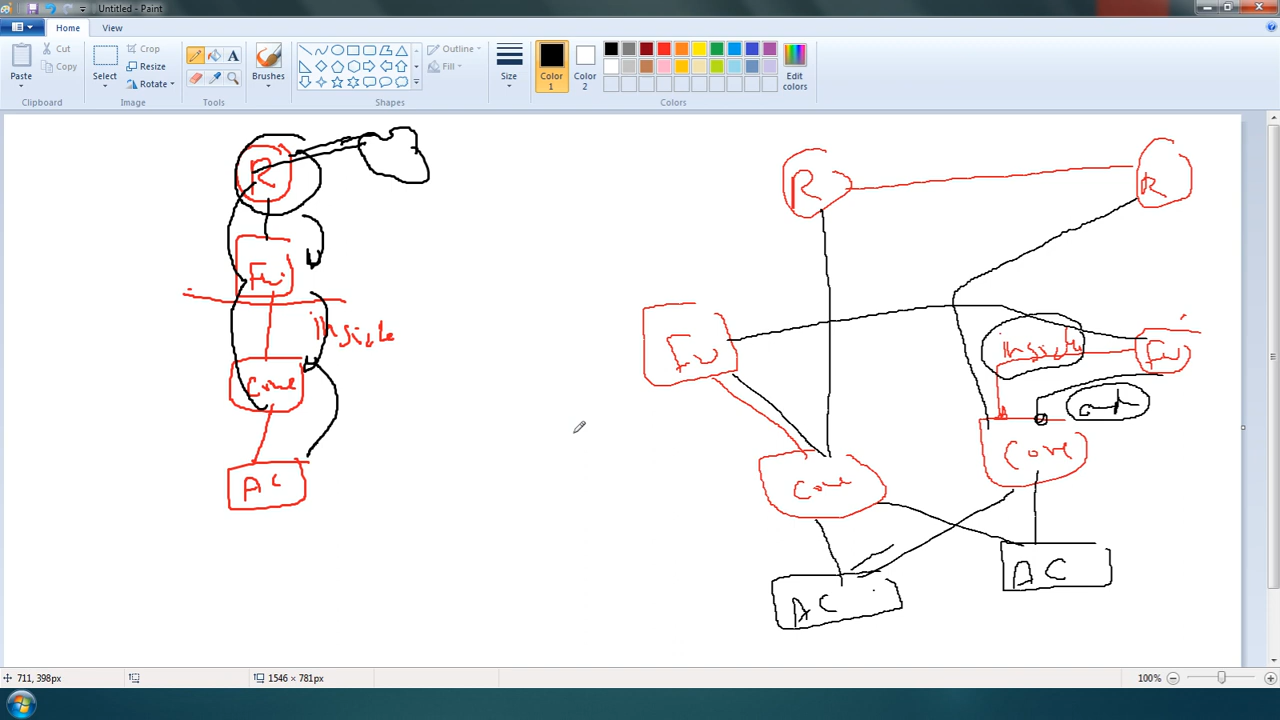 Untitled - Paint
Home View
Paste
Cut
Copy
Clipboard
Select
Crop
Resize
Rotate
Image
A
Tools
Brushes
Outline
Fill
Shapes
Size
Color 1
Color 2
Edit colors
Colors
R
Fw
inside
Core
AC
R
R
Fw
inside
Fw
out
Core
Core
AC
AC
711, 398px
1546 × 781px
100%